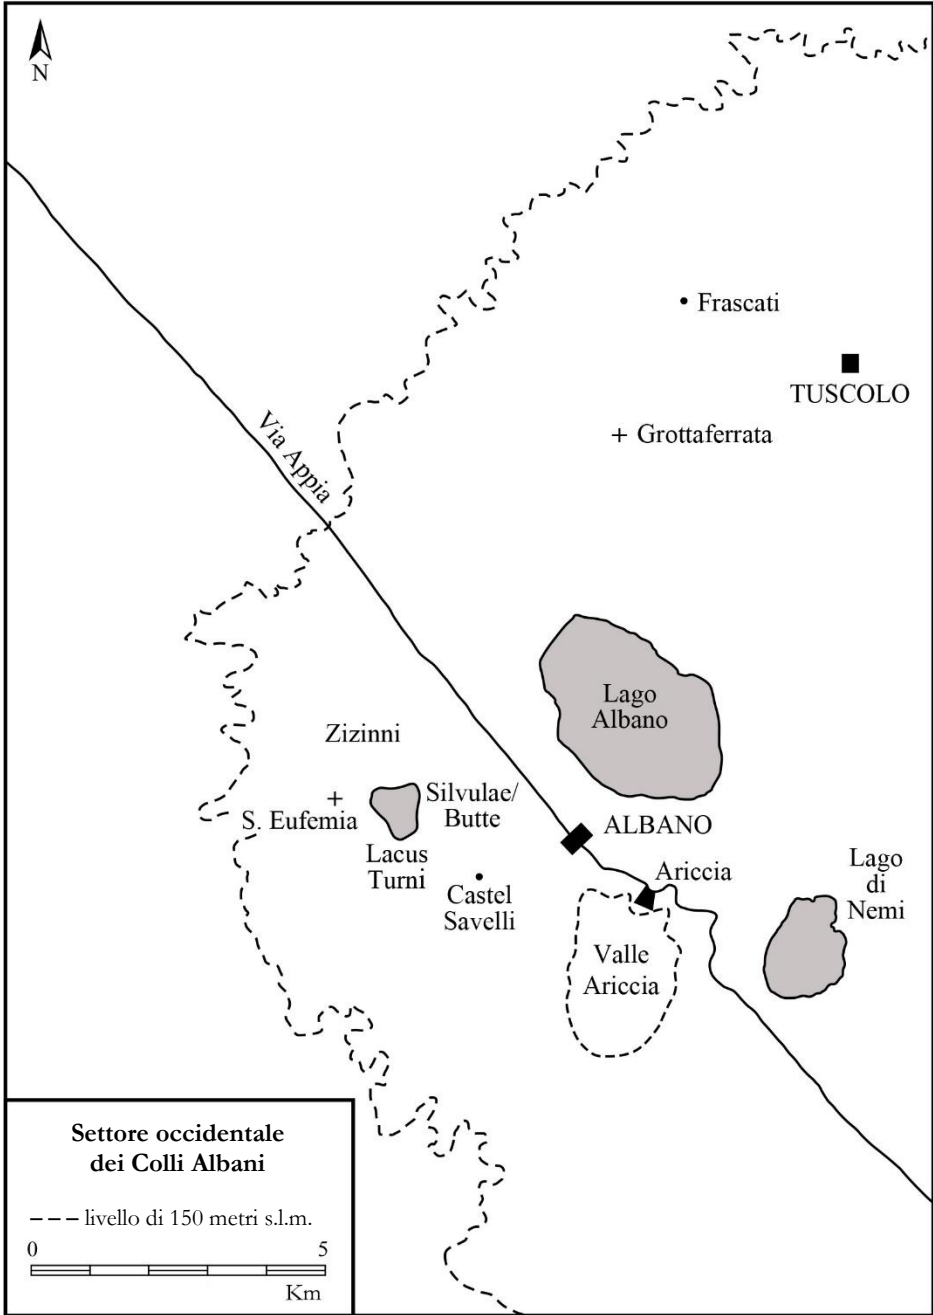 N
Frascati
TUSCOLO
Grottaferrata
Via Appia
Lago
Albano
Zizinni
Silvulae/
Butte
S. Eufemia
Lacus
Turni
ALBANO
Ariccia
Castel
Savelli
Lago
di
Nemi
Valle
Ariccia
Settore occidentale
dei Colli Albani
livello di 150 metri s.l.m.
0 5
Km